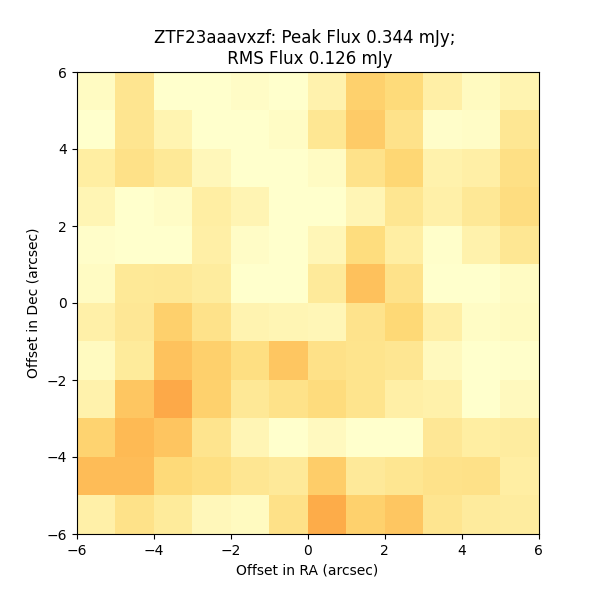 ZTF23aaavxzf: Peak Flux 0.344 mJy;
RMS Flux 0.126 mJy
6
4
2
0
−2
−4
−6
Offset in Dec (arcsec)
−6 −4 −2 0 2 4 6
Offset in RA (arcsec)